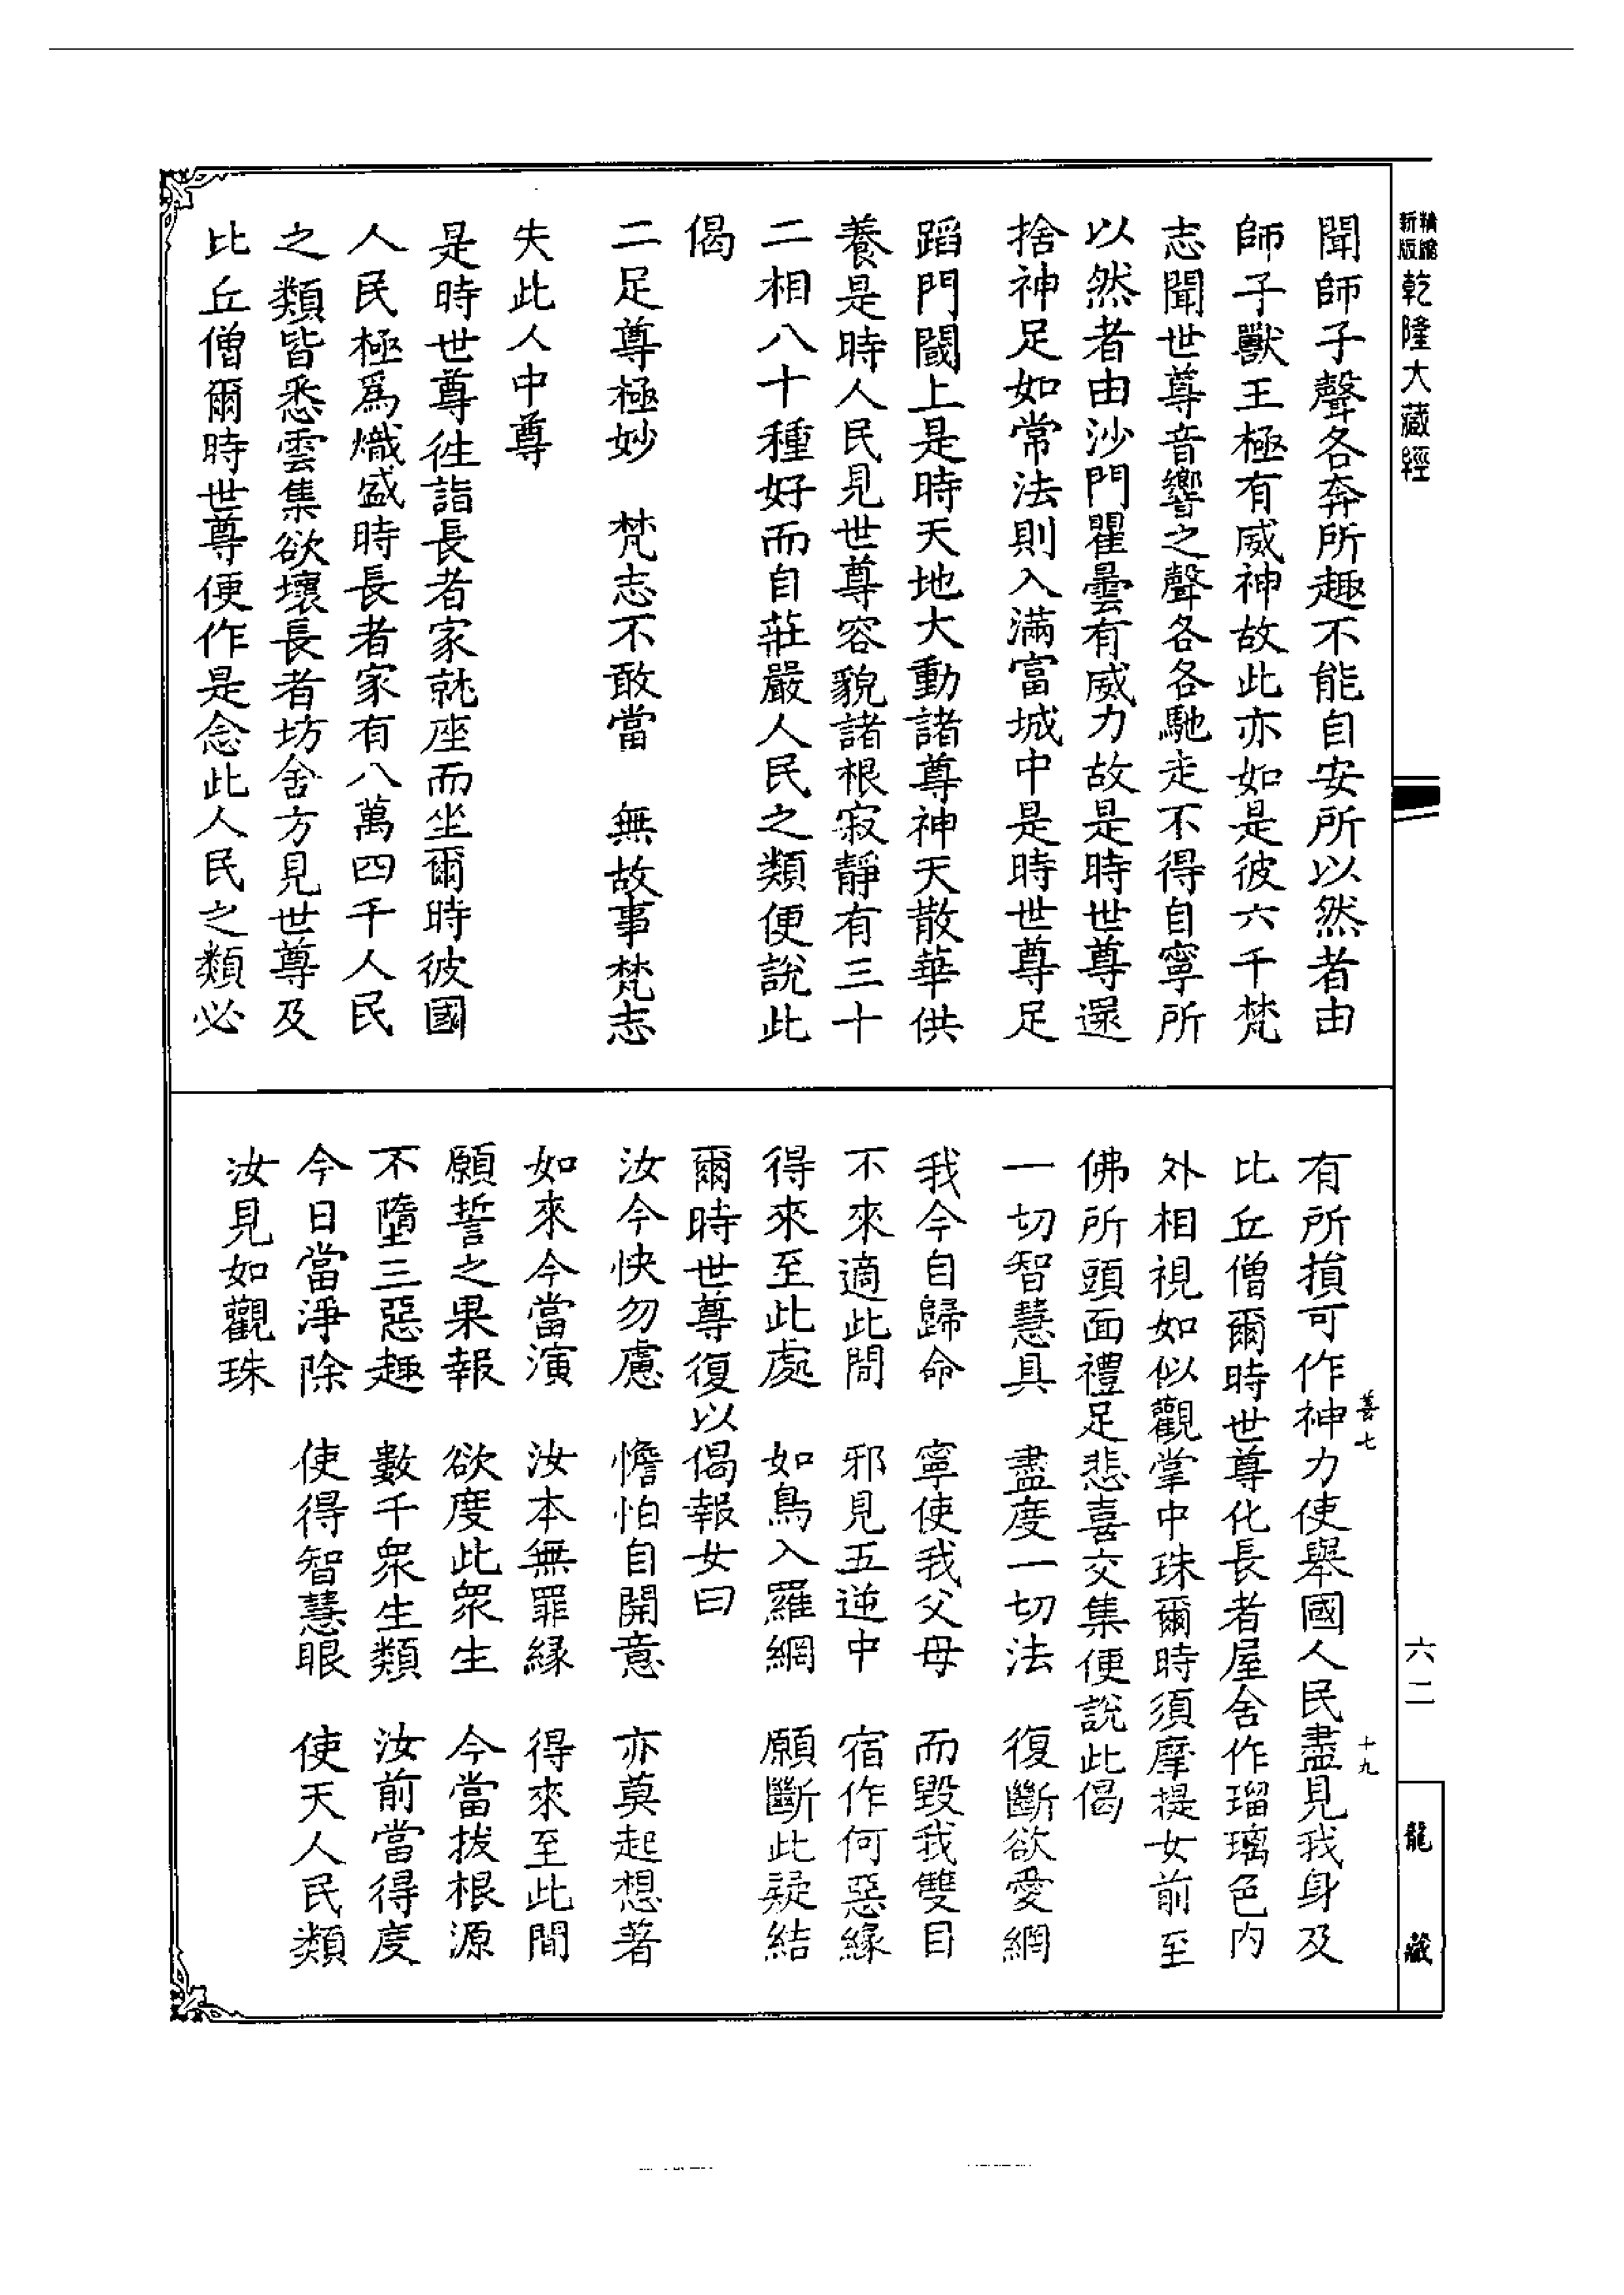 精縮新版乾隆大藏經
聞師子聲各奔所趣不能自安所以然者由
師子獸王極有威神故此亦如是彼六千梵
志聞世尊音響之聲各各馳走不得自寧所
以然者由沙門瞿曇有威力故是時世尊還
捨神足如常法則入滿富城中是時世尊足
蹈門閾上是時天地大動諸尊神天散華供
養是時人民見世尊容貌諸根寂靜有三十
二相八十種好而自莊嚴人民之類便說此
偈
二足尊極妙　梵志不敢當　無故事梵志
失此人中尊
是時世尊往詣長者家就座而坐爾時彼國
人民極爲熾盛時長者家有八萬四千人民
之類皆悉雲集欲壞長者坊舍方見世尊及
比丘僧爾時世尊便作是念此人民之類必
善七
十九
有所損可作神力使舉國人民盡見我身及
比丘僧爾時世尊化長者屋舍作瑠璃色內
外相視如似觀掌中珠爾時須摩提女前至
佛所頭面禮足悲喜交集便說此偈
一切智慧具　盡度一切法　復斷欲愛網
我今自歸命　寧使我父母　而毀我雙目
不來適此間　邪見五逆中　宿作何惡緣
得來至此處　如鳥入羅網　願斷此疑結
爾時世尊復以偈報女曰
汝今快勿慮　憺怕自開意　亦莫起想著
如來今當演　汝本無罪緣　得來至此間
願誓之果報　欲度此眾生　今當拔根源
不墮三惡趣　數千眾生類　汝前當得度
今日當淨除　使得智慧眼　使天人民類
汝見如觀珠
六二
龍藏